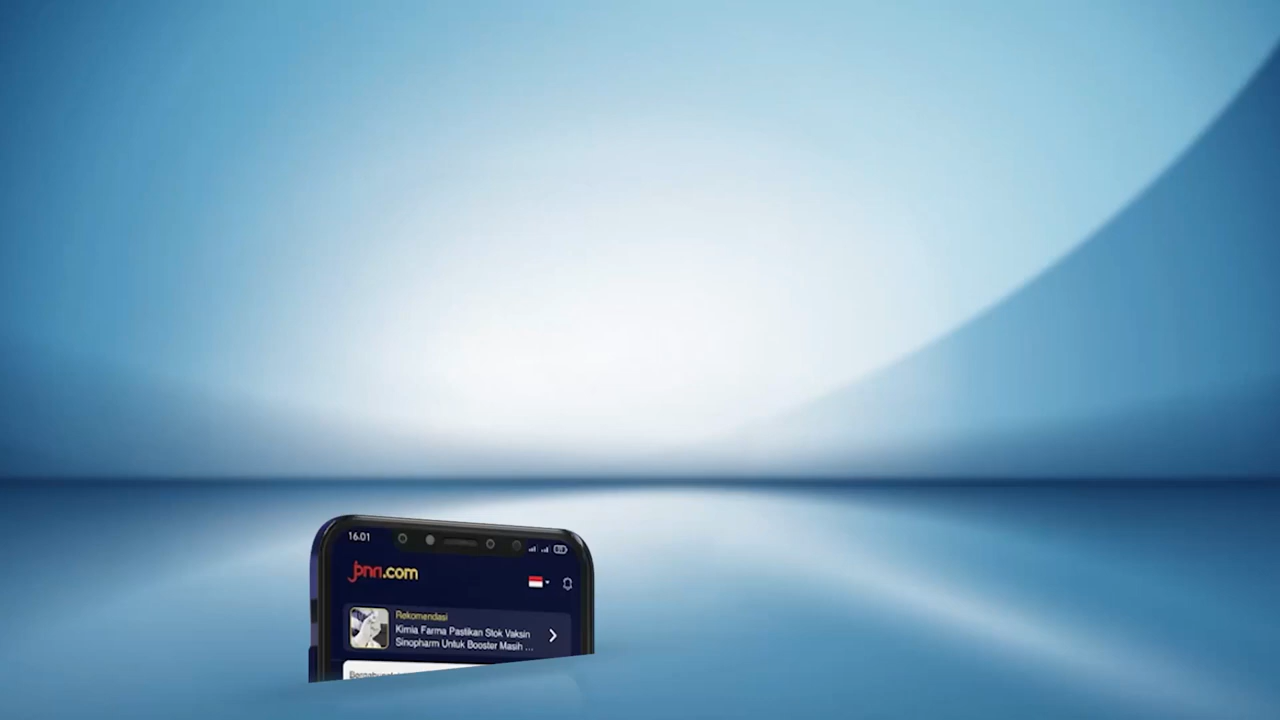 16.01
jpnn.com
Rekomendasi
Kimia Farma Pastikan Stok Vaksin
Sinopharm Untuk Booster Masih ...